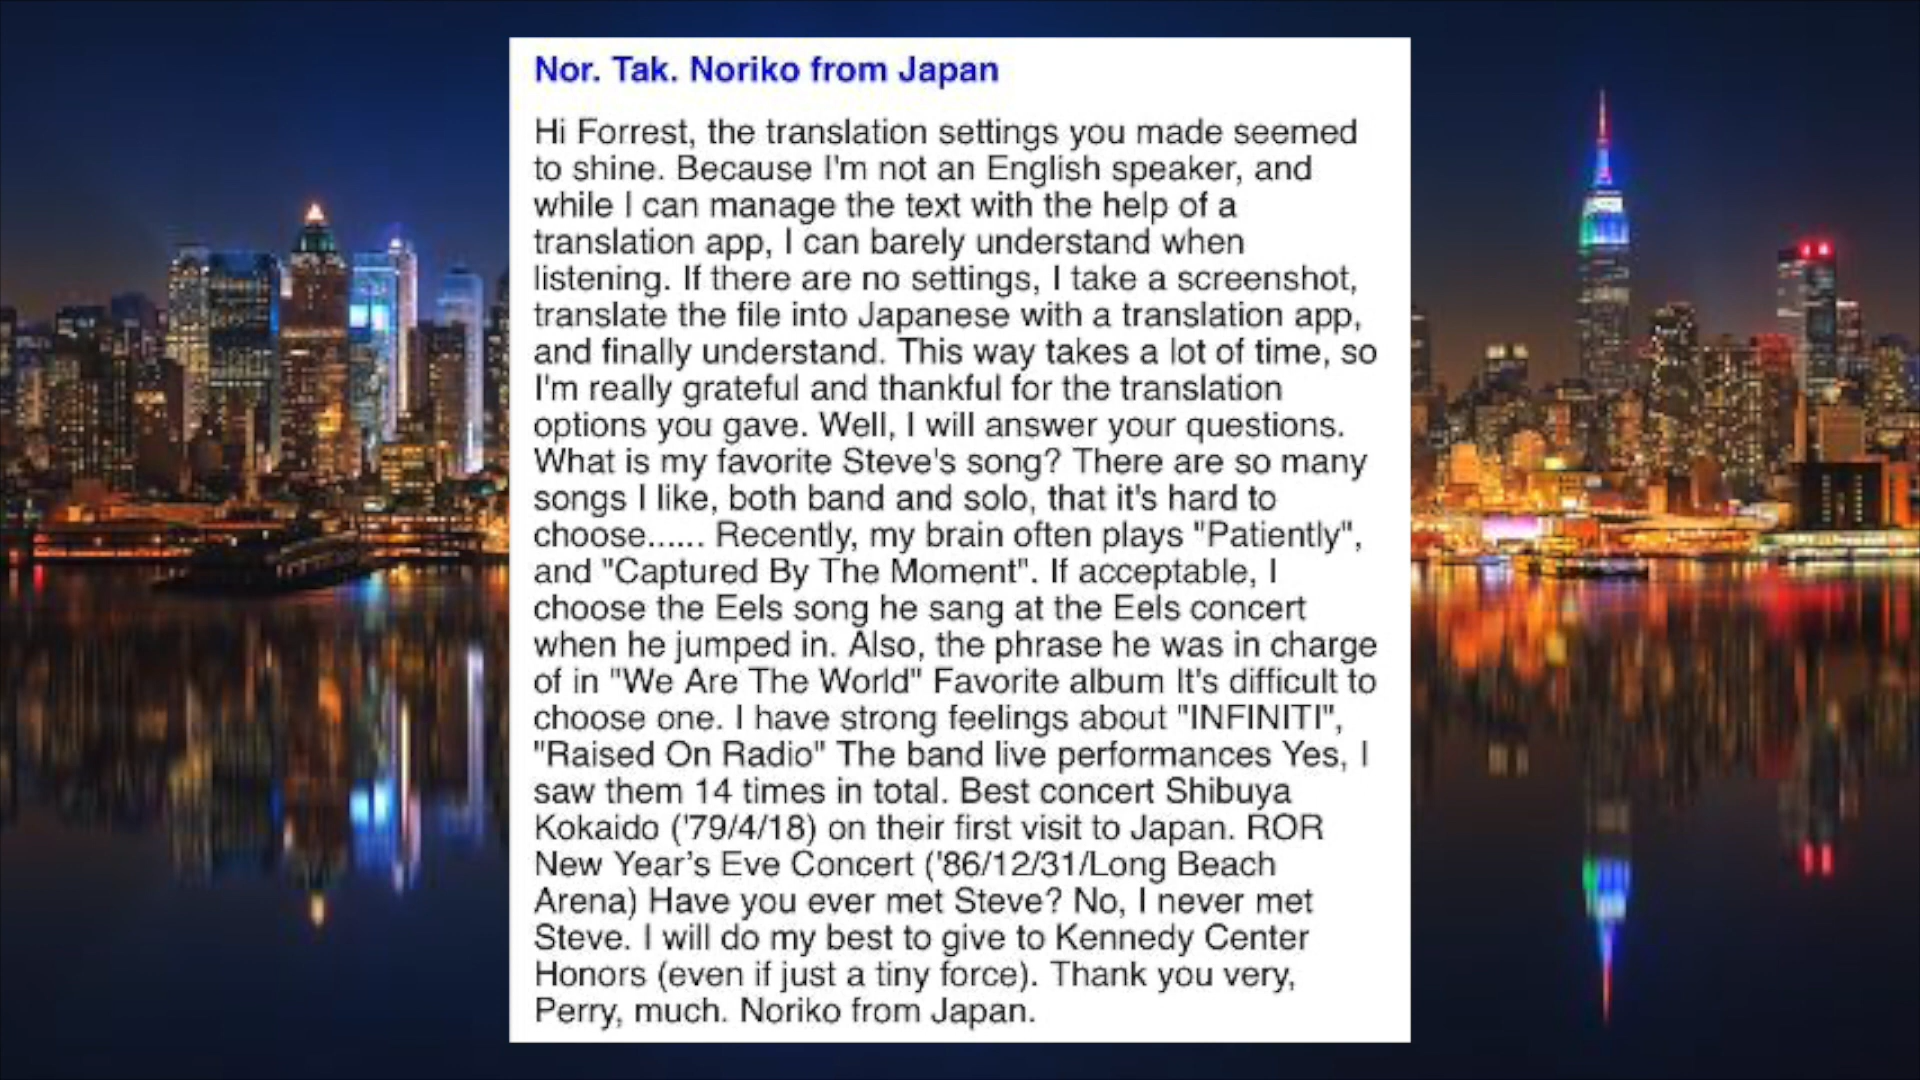 Nor. Tak. Noriko from Japan
Hi Forrest, the translation settings you made seemed
to shine. Because I'm not an English speaker, and
while I can manage the text with the help of a
translation app, I can barely understand when
listening. If there are no settings, I take a screenshot,
translate the file into Japanese with a translation app,
and finally understand. This way takes a lot of time, so
I'm really grateful and thankful for the translation
options you gave. Well, I will answer your questions.
What is my favorite Steve's song? There are so many
songs I like, both band and solo, that it's hard to
choose...... Recently, my brain often plays "Patiently",
and "Captured By The Moment". If acceptable, I
choose the Eels song he sang at the Eels concert
when he jumped in. Also, the phrase he was in charge
of in "We Are The World" Favorite album It's difficult to
choose one. I have strong feelings about "INFINITI",
"Raised On Radio" The band live performances Yes, I
saw them 14 times in total. Best concert Shibuya
Kokaido ('79/4/18) on their first visit to Japan. ROR
New Year’s Eve Concert ('86/12/31/Long Beach
Arena) Have you ever met Steve? No, I never met
Steve. I will do my best to give to Kennedy Center
Honors (even if just a tiny force). Thank you very,
Perry, much. Noriko from Japan.